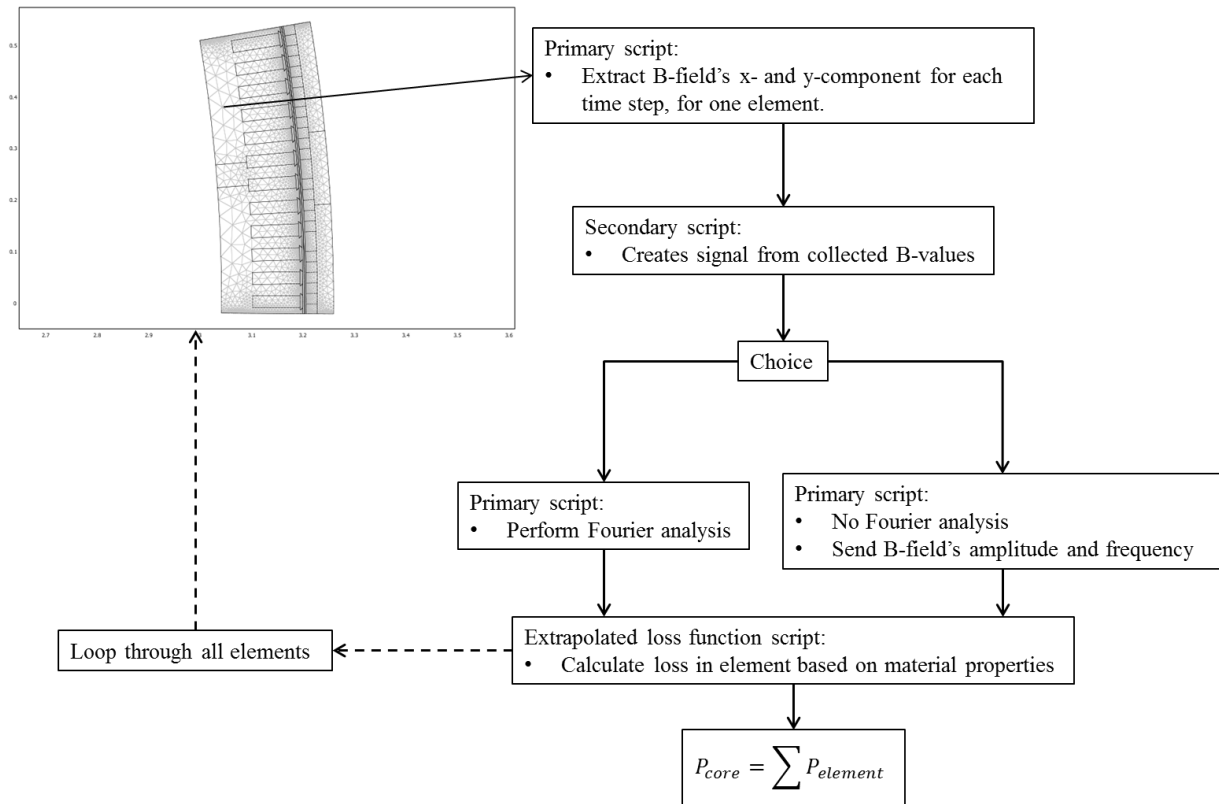 0.5
0.4
0.3
0.2
0.1
0
2.7
2.8
2.9
3
3.1
3.2
3.3
3.4
3.5
3.6
Primary script:
• Extract B-field's x- and y-component for each
time step, for one element.
Secondary script:
• Creates signal from collected B-values
Choice
Primary script:
• Perform Fourier analysis
Primary script:
• No Fourier analysis
• Send B-field's amplitude and frequency
Loop through all elements
Extrapolated loss function script:
• Calculate loss in element based on material properties
P_core = ∑ P_element